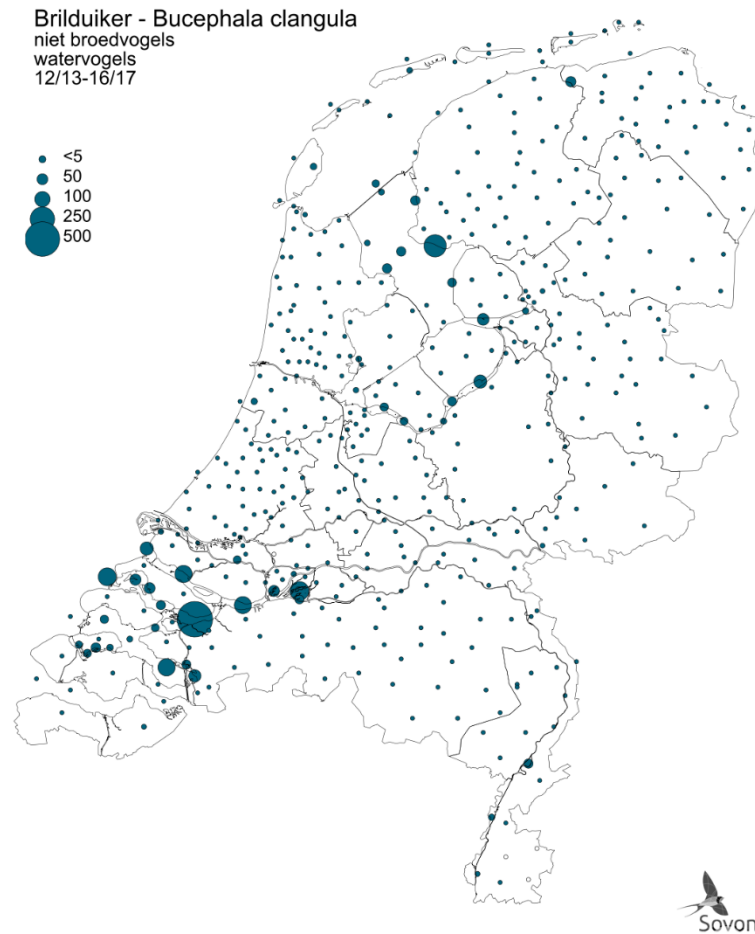 Brilduiker - Bucephala clangula
niet broedvogels
watervogels
12/13-16/17
<5
50
100
250
500
Sovon